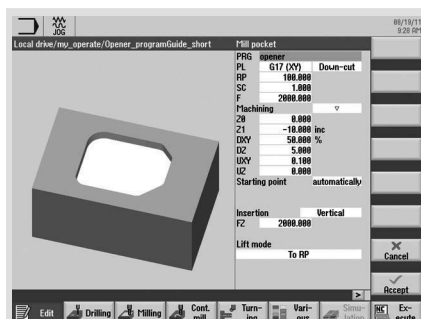 JOG
08/19/11
9:28 AM
Local drive/my_operate/Opener_programGuide_short
Mill pocket
PRG opener
PL G17 (XY) Down-cut
RP 100.000
SC 1.000
F 2000.000
Machining ▽
Z0 0.000
Z1 -10.000 inc
DXY 50.000 %
DZ 5.000
UXY 0.100
UZ 0.000
Starting point automatically
Insertion Vertical
FZ 2000.000
Lift mode
To RP
Cancel
Accept
Edit
Drilling
Milling
Cont. mill.
Turn-ing
Vari-ous
Simu-lation
NC Ex-ecute